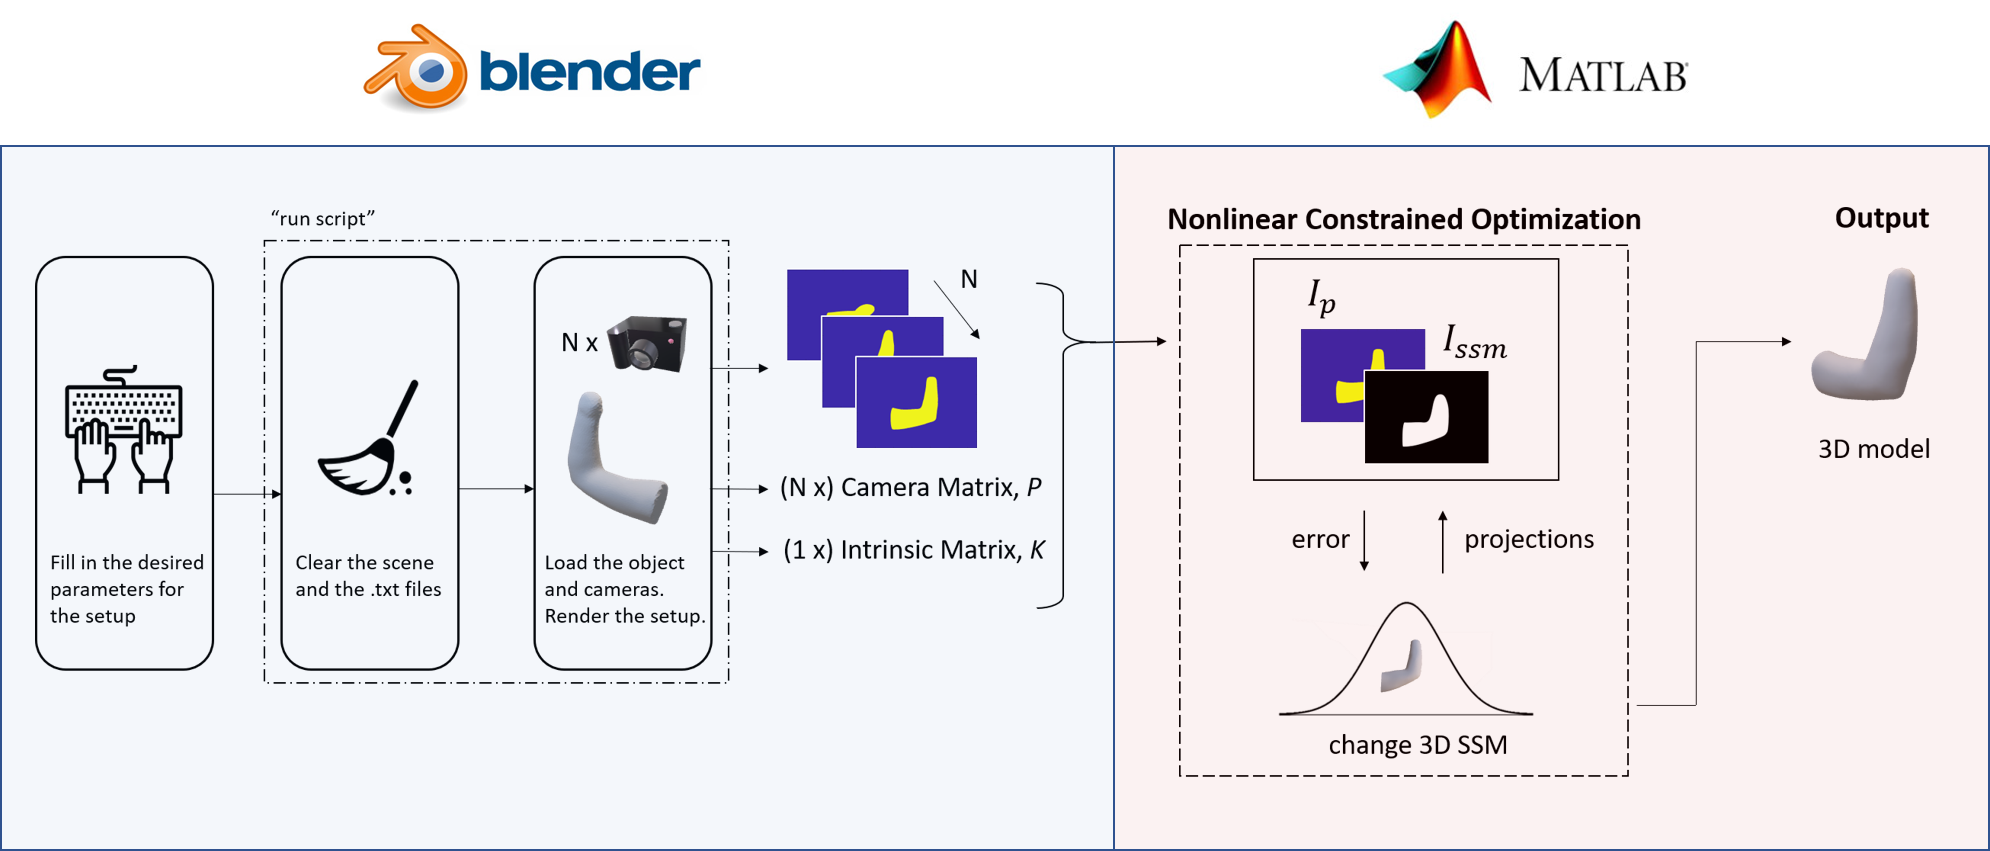 blender
MATLAB®
“run script”
Fill in the desired
parameters for
the setup
Clear the scene
and the .txt files
N x
Load the object
and cameras.
Render the setup.
N
(N x) Camera Matrix, P
(1 x) Intrinsic Matrix, K
Nonlinear Constrained Optimization
I_p
I_ssm
error
projections
change 3D SSM
Output
3D model